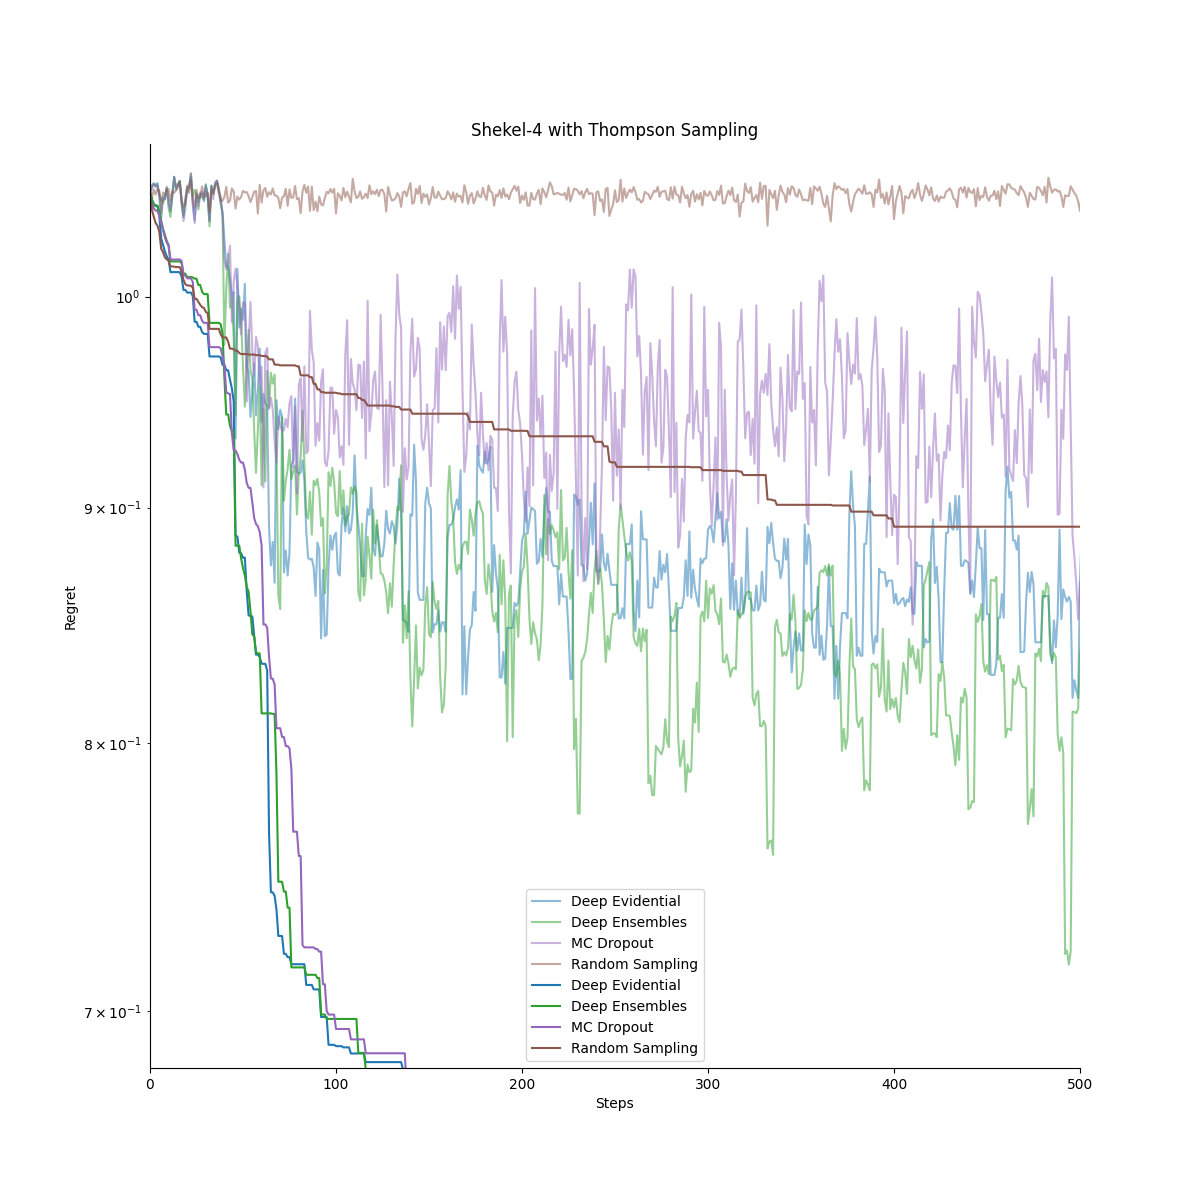 Shekel-4 with Thompson Sampling
Regret
10⁰
9 × 10⁻¹
8 × 10⁻¹
7 × 10⁻¹
Deep Evidential
Deep Ensembles
MC Dropout
Random Sampling
Deep Evidential
Deep Ensembles
MC Dropout
Random Sampling
0 100 200 300 400 500
Steps